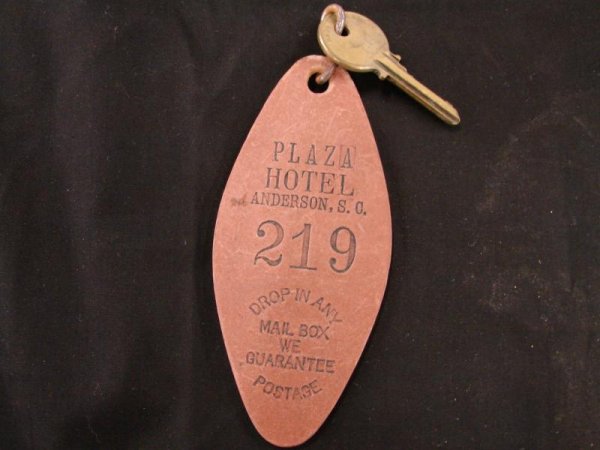 PLAZA
HOTEL
ANDERSON, S. C.
219
DROP IN ANY
MAIL BOX
WE
GUARANTEE
POSTAGE